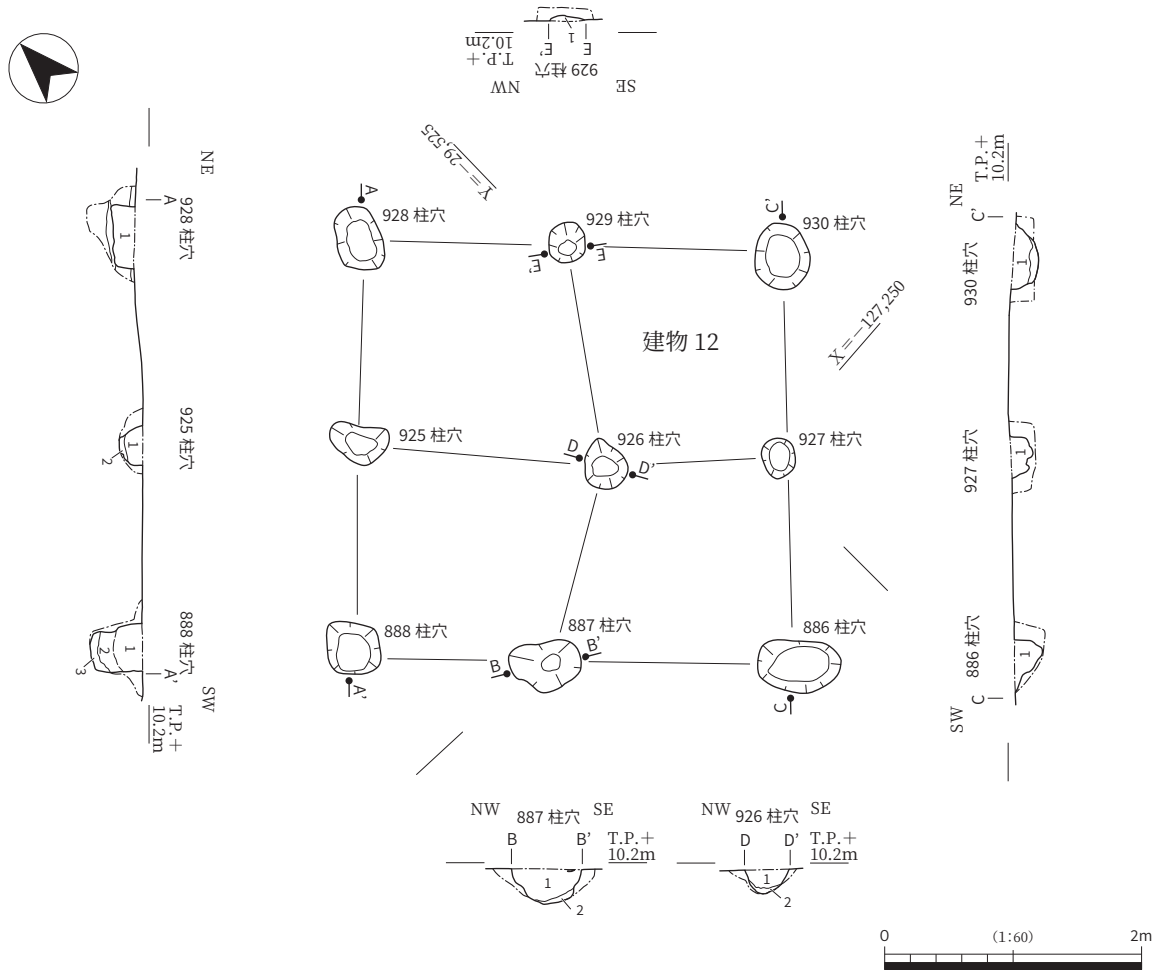 T.P.+
10.2m
E'
1
E
929 柱穴
NW
SE
Y=-29,525
NE
A
928 柱穴
1
A
928 柱穴
929 柱穴
E'
E
C'
930 柱穴
T.P.+
10.2m
NE
C'
930 柱穴
1
X=-127,250
建物 12
925 柱穴
1
2
925 柱穴
D
926 柱穴
D'
927 柱穴
927 柱穴
1
888 柱穴
1
2
3
A'
SW
T.P.+
10.2m
888 柱穴
A'
887 柱穴
B
B'
886 柱穴
C
886 柱穴
1
C
SW
NW
887 柱穴
SE
B
B'
T.P.+
10.2m
1
2
NW
926 柱穴
SE
D
D'
T.P.+
10.2m
1
2
0
(1:60)
2m